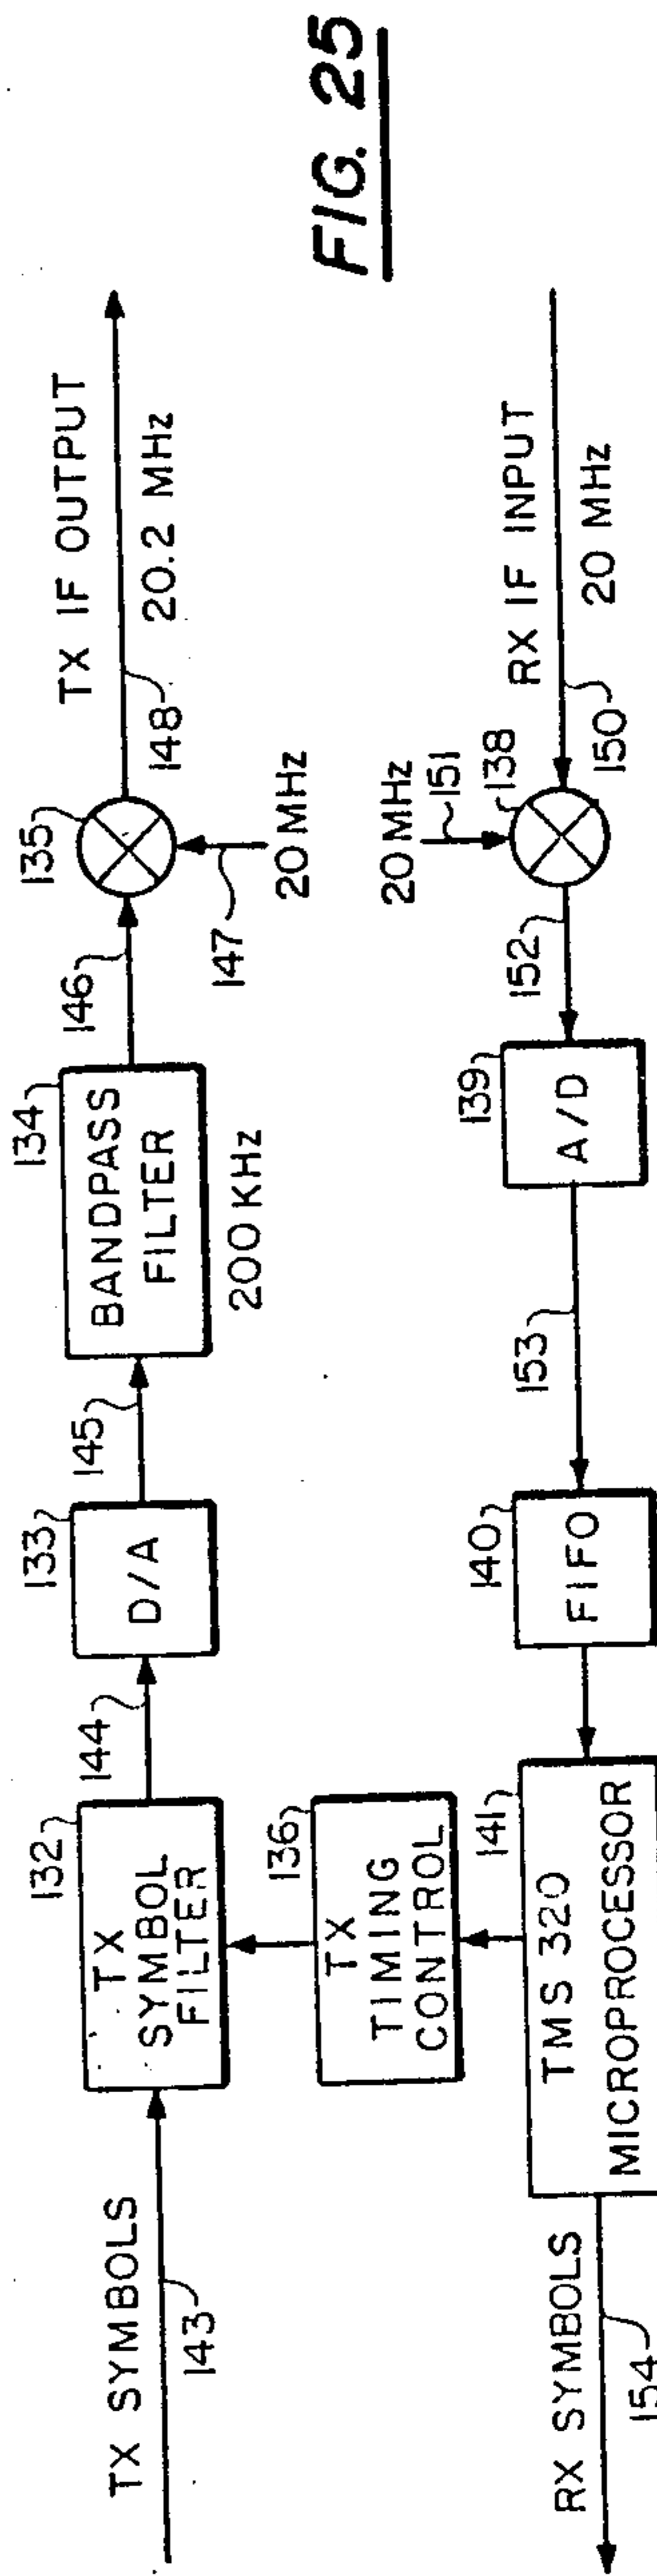 FIG. 25
TX SYMBOLS
143
132
TX
SYMBOL
FILTER
144
133
D/A
145
134
BANDPASS
FILTER
200 KHz
146
135
147
20 MHz
148
TX IF OUTPUT
20.2 MHz
136
TX
TIMING
CONTROL
RX IF INPUT
20 MHz
150
138
20 MHz
151
152
139
A/D
153
140
FIFO
141
TMS 320
MICROPROCESSOR
RX SYMBOLS
154